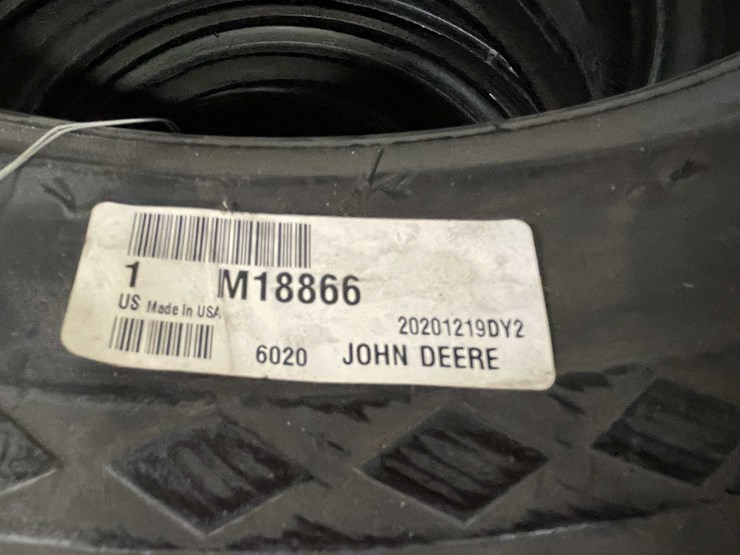 1 M18866
US Made In USA
20201219DY2
6020 JOHN DEERE